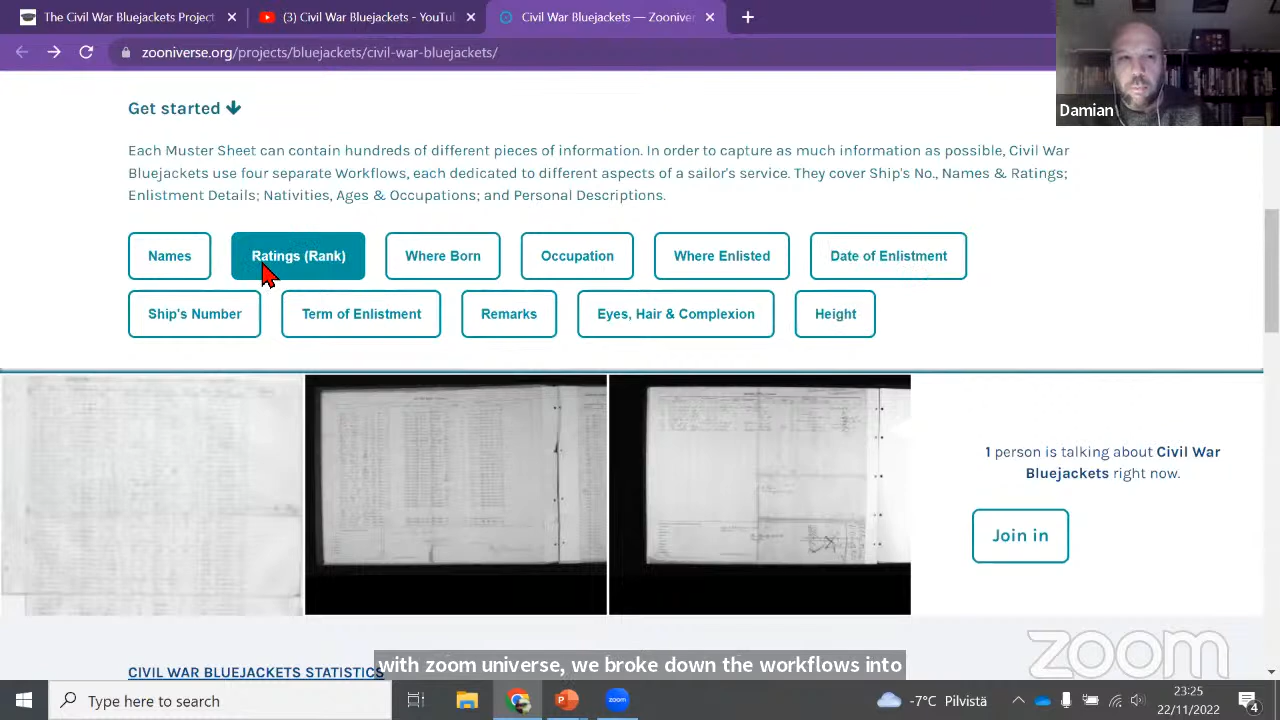 The Civil War Bluejackets Project
(3) Civil War Bluejackets - YouTu
Civil War Bluejackets — Zooniver
zooniverse.org/projects/bluejackets/civil-war-bluejackets/
Damian
Get started
Each Muster Sheet can contain hundreds of different pieces of information. In order to capture as much information as possible, Civil War
Bluejackets use four separate Workflows, each dedicated to different aspects of a sailor's service. They cover Ship's No., Names & Ratings;
Enlistment Details; Nativities, Ages & Occupations; and Personal Descriptions.
Names
Ratings (Rank)
Where Born
Occupation
Where Enlisted
Date of Enlistment
Ship's Number
Term of Enlistment
Remarks
Eyes, Hair & Complexion
Height
1 person is talking about Civil War
Bluejackets right now.
Join in
zoom
CIVIL WAR BLUEJACKETS STATISTICS
with zoom universe, we broke down the workflows into
Type here to search
zoom
-7°C Pilvistä
23:25
22/11/2022
4